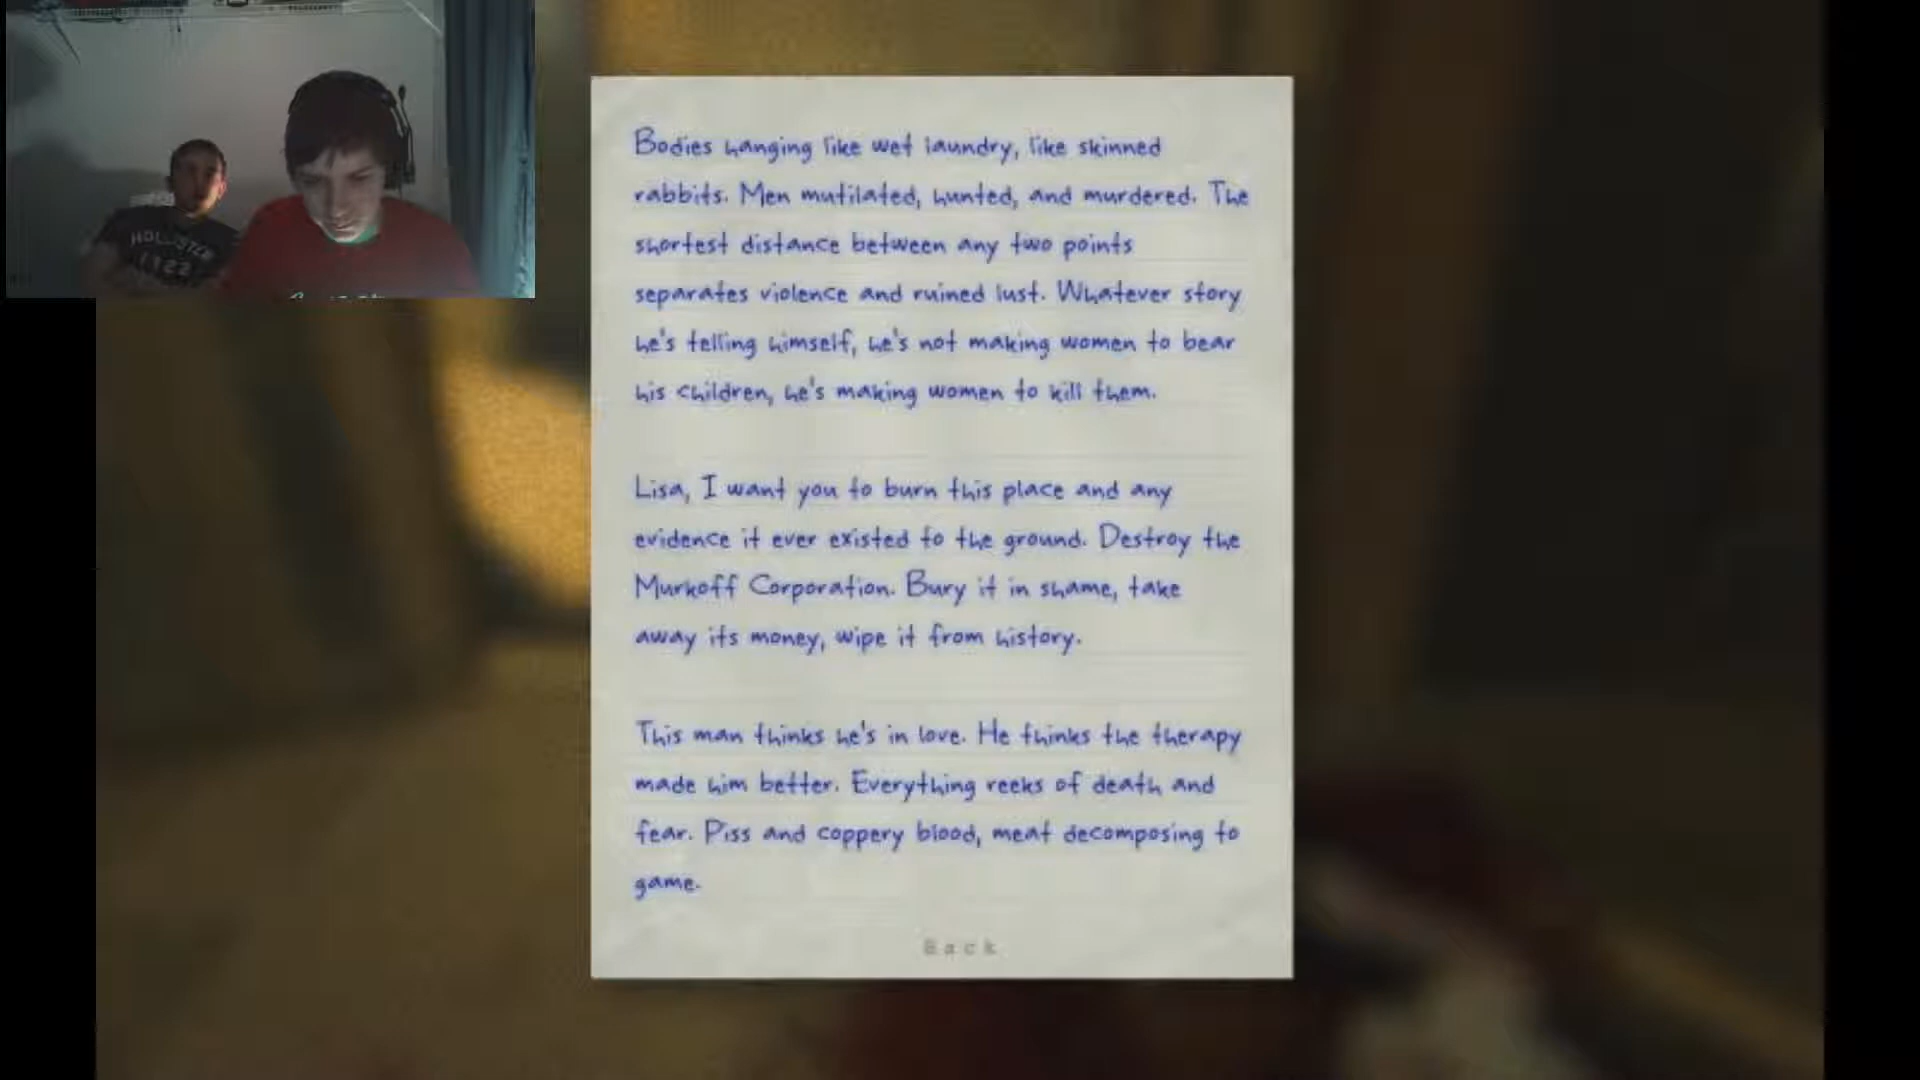 HOLLISTER
1922
Bodies hanging like wet laundry, like skinned
rabbits. Men mutilated, hunted, and murdered. The
shortest distance between any two points
separates violence and ruined lust. Whatever story
he's telling himself, he's not making women to bear
his children, he's making women to kill them.
Lisa, I want you to burn this place and any
evidence it ever existed to the ground. Destroy the
Murkoff Corporation. Bury it in shame, take
away its money, wipe it from history.
This man thinks he's in love. He thinks the therapy
made him better. Everything reeks of death and
fear. Piss and coppery blood, meat decomposing to
game.
Back